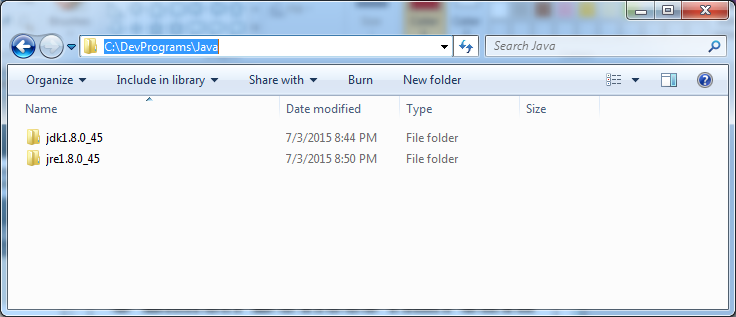 C:\DevPrograms\Java
Search Java
Organize Include in library Share with Burn New folder
Name Date modified Type Size
jdk1.8.0_45 7/3/2015 8:44 PM File folder
jre1.8.0_45 7/3/2015 8:50 PM File folder